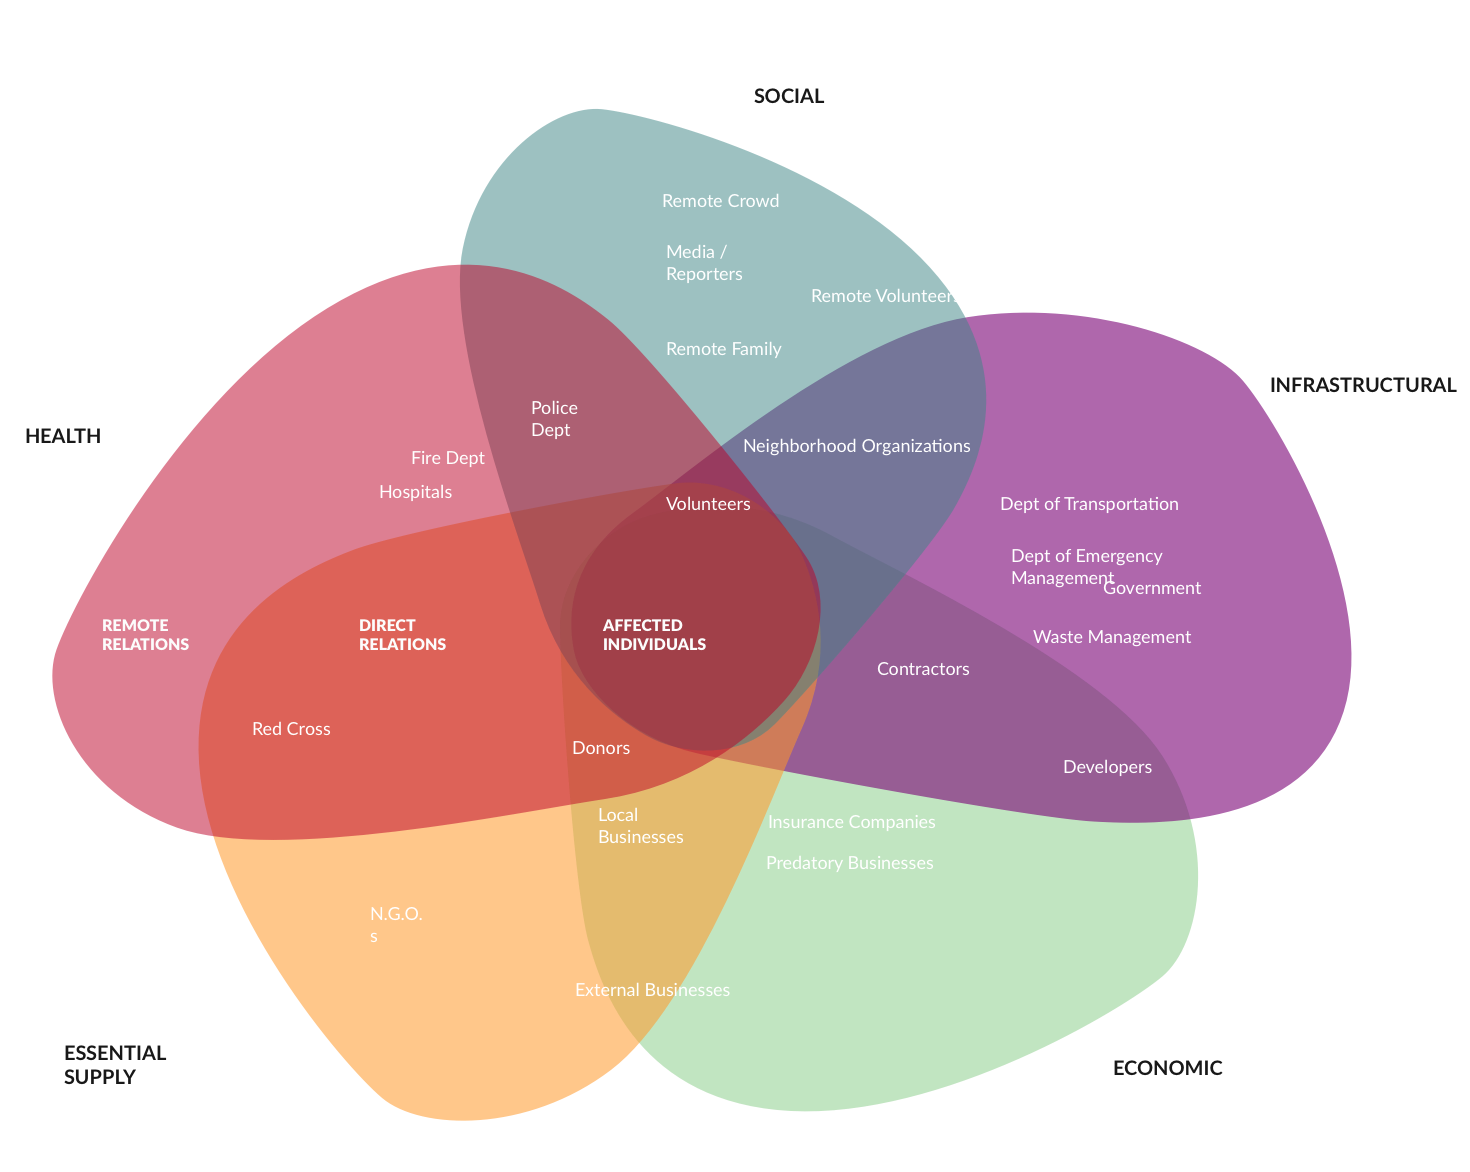 SOCIAL
Remote Crowd
Media /
Reporters
Remote Volunteers
Remote Family
INFRASTRUCTURAL
HEALTH
Police
Dept
Fire Dept
Hospitals
Neighborhood Organizations
Volunteers
Dept of Transportation
Dept of Emergency
Management
Government
Waste Management
REMOTE
RELATIONS
DIRECT
RELATIONS
AFFECTED
INDIVIDUALS
Contractors
Red Cross
Donors
Developers
Local
Businesses
Insurance Companies
Predatory Businesses
N.G.O.
s
External Businesses
ESSENTIAL
SUPPLY
ECONOMIC